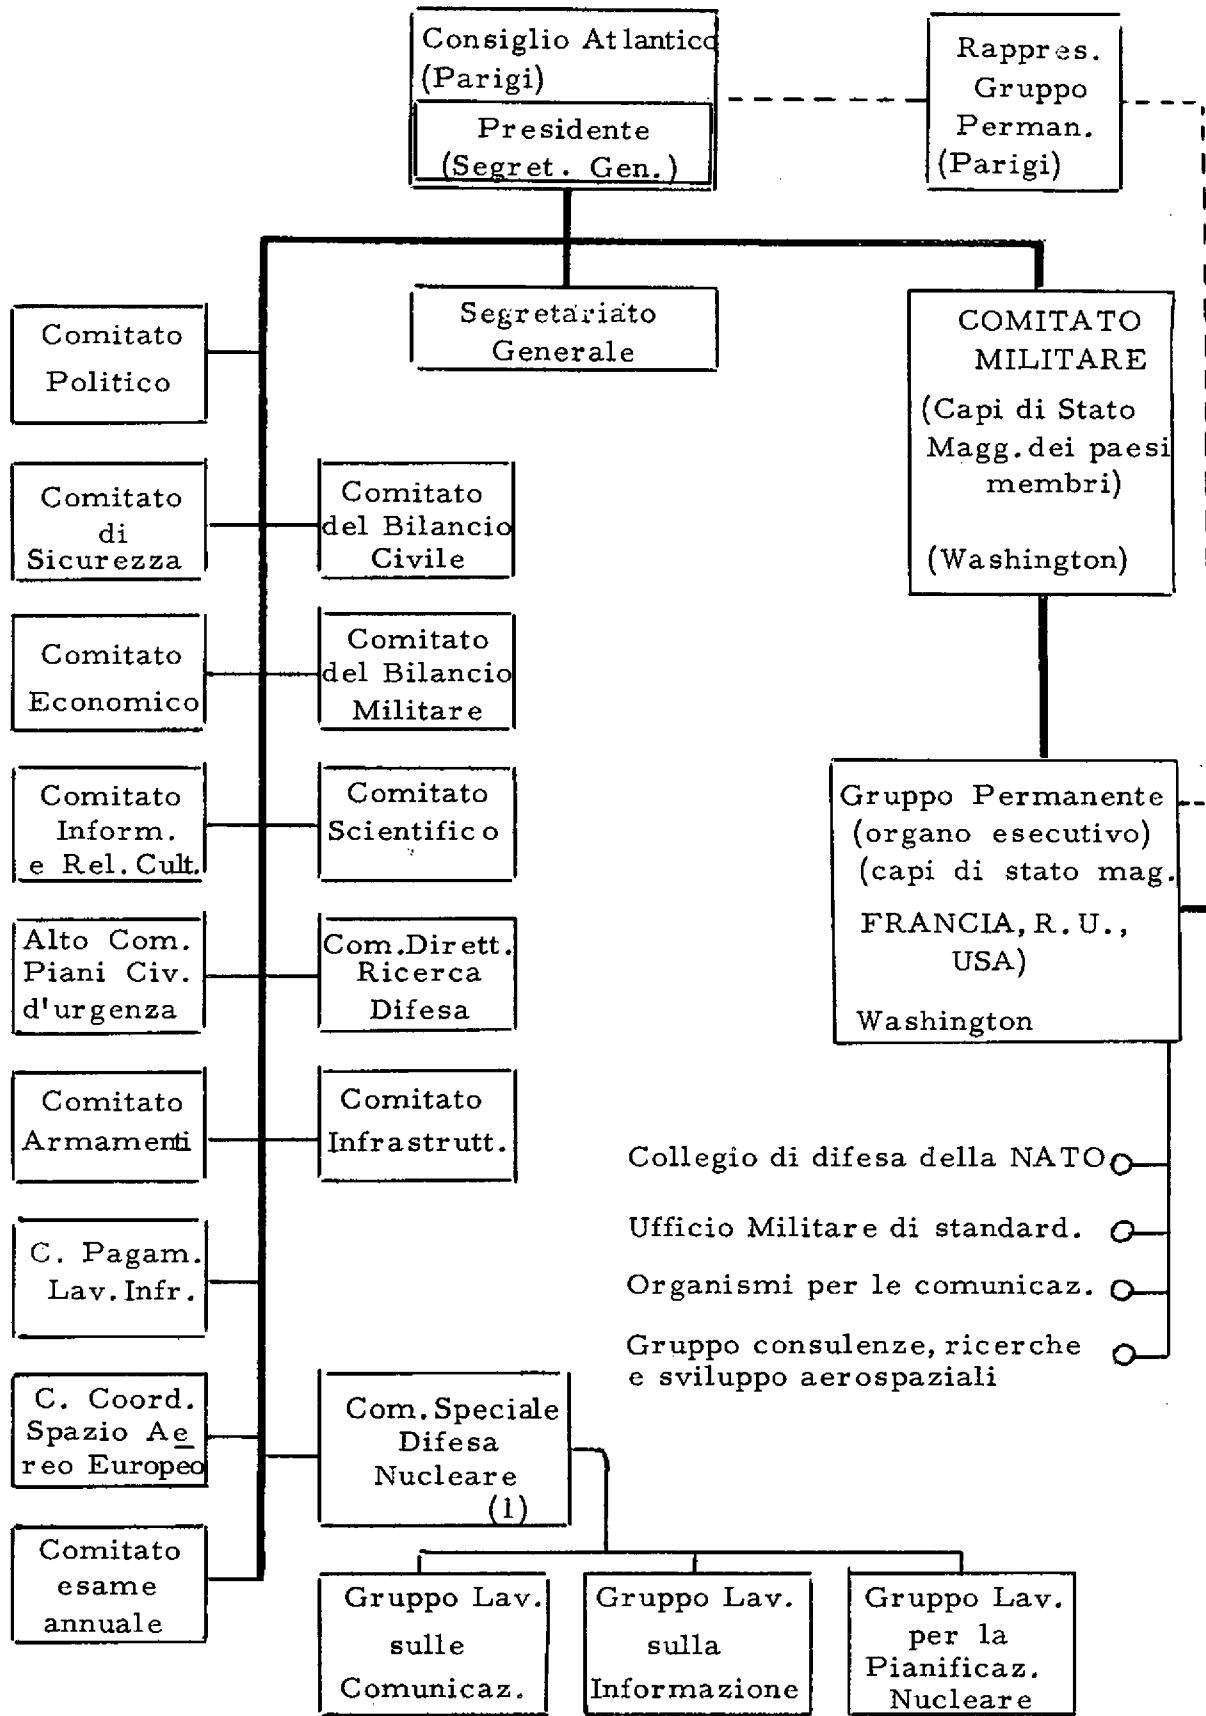 Consiglio Atlantico
(Parigi)
Presidente
(Segret. Gen.)
Rappres.
Gruppo
Perman.
(Parigi)
Segretariato
Generale
COMITATO
MILITARE
(Capi di Stato
Magg. dei paesi
membri)
(Washington)
Comitato
Politico
Comitato
di
Sicurezza
Comitato
del Bilancio
Civile
Comitato
Economico
Comitato
del Bilancio
Militare
Comitato
Inform.
e Rel. Cult.
Comitato
Scientifico
Gruppo Permanente
(organo esecutivo)
(capi di stato mag.
FRANCIA, R. U.,
USA)
Washington
Alto Com.
Piani Civ.
d'urgenza
Com. Dirett.
Ricerca
Difesa
Comitato
Armamenti
Comitato
Infrastrutt.
Collegio di difesa della NATO
Ufficio Militare di standard.
Organismi per le comunicaz.
Gruppo consulenze, ricerche
e sviluppo aerospaziali
C. Pagam.
Lav. Infr.
C. Coord.
Spazio Ae
reo Europeo
Com. Speciale
Difesa
Nucleare
(1)
Comitato
esame
annuale
Gruppo Lav.
sulle
Comunicaz.
Gruppo Lav.
sulla
Informazione
Gruppo Lav.
per la
Pianificaz.
Nucleare